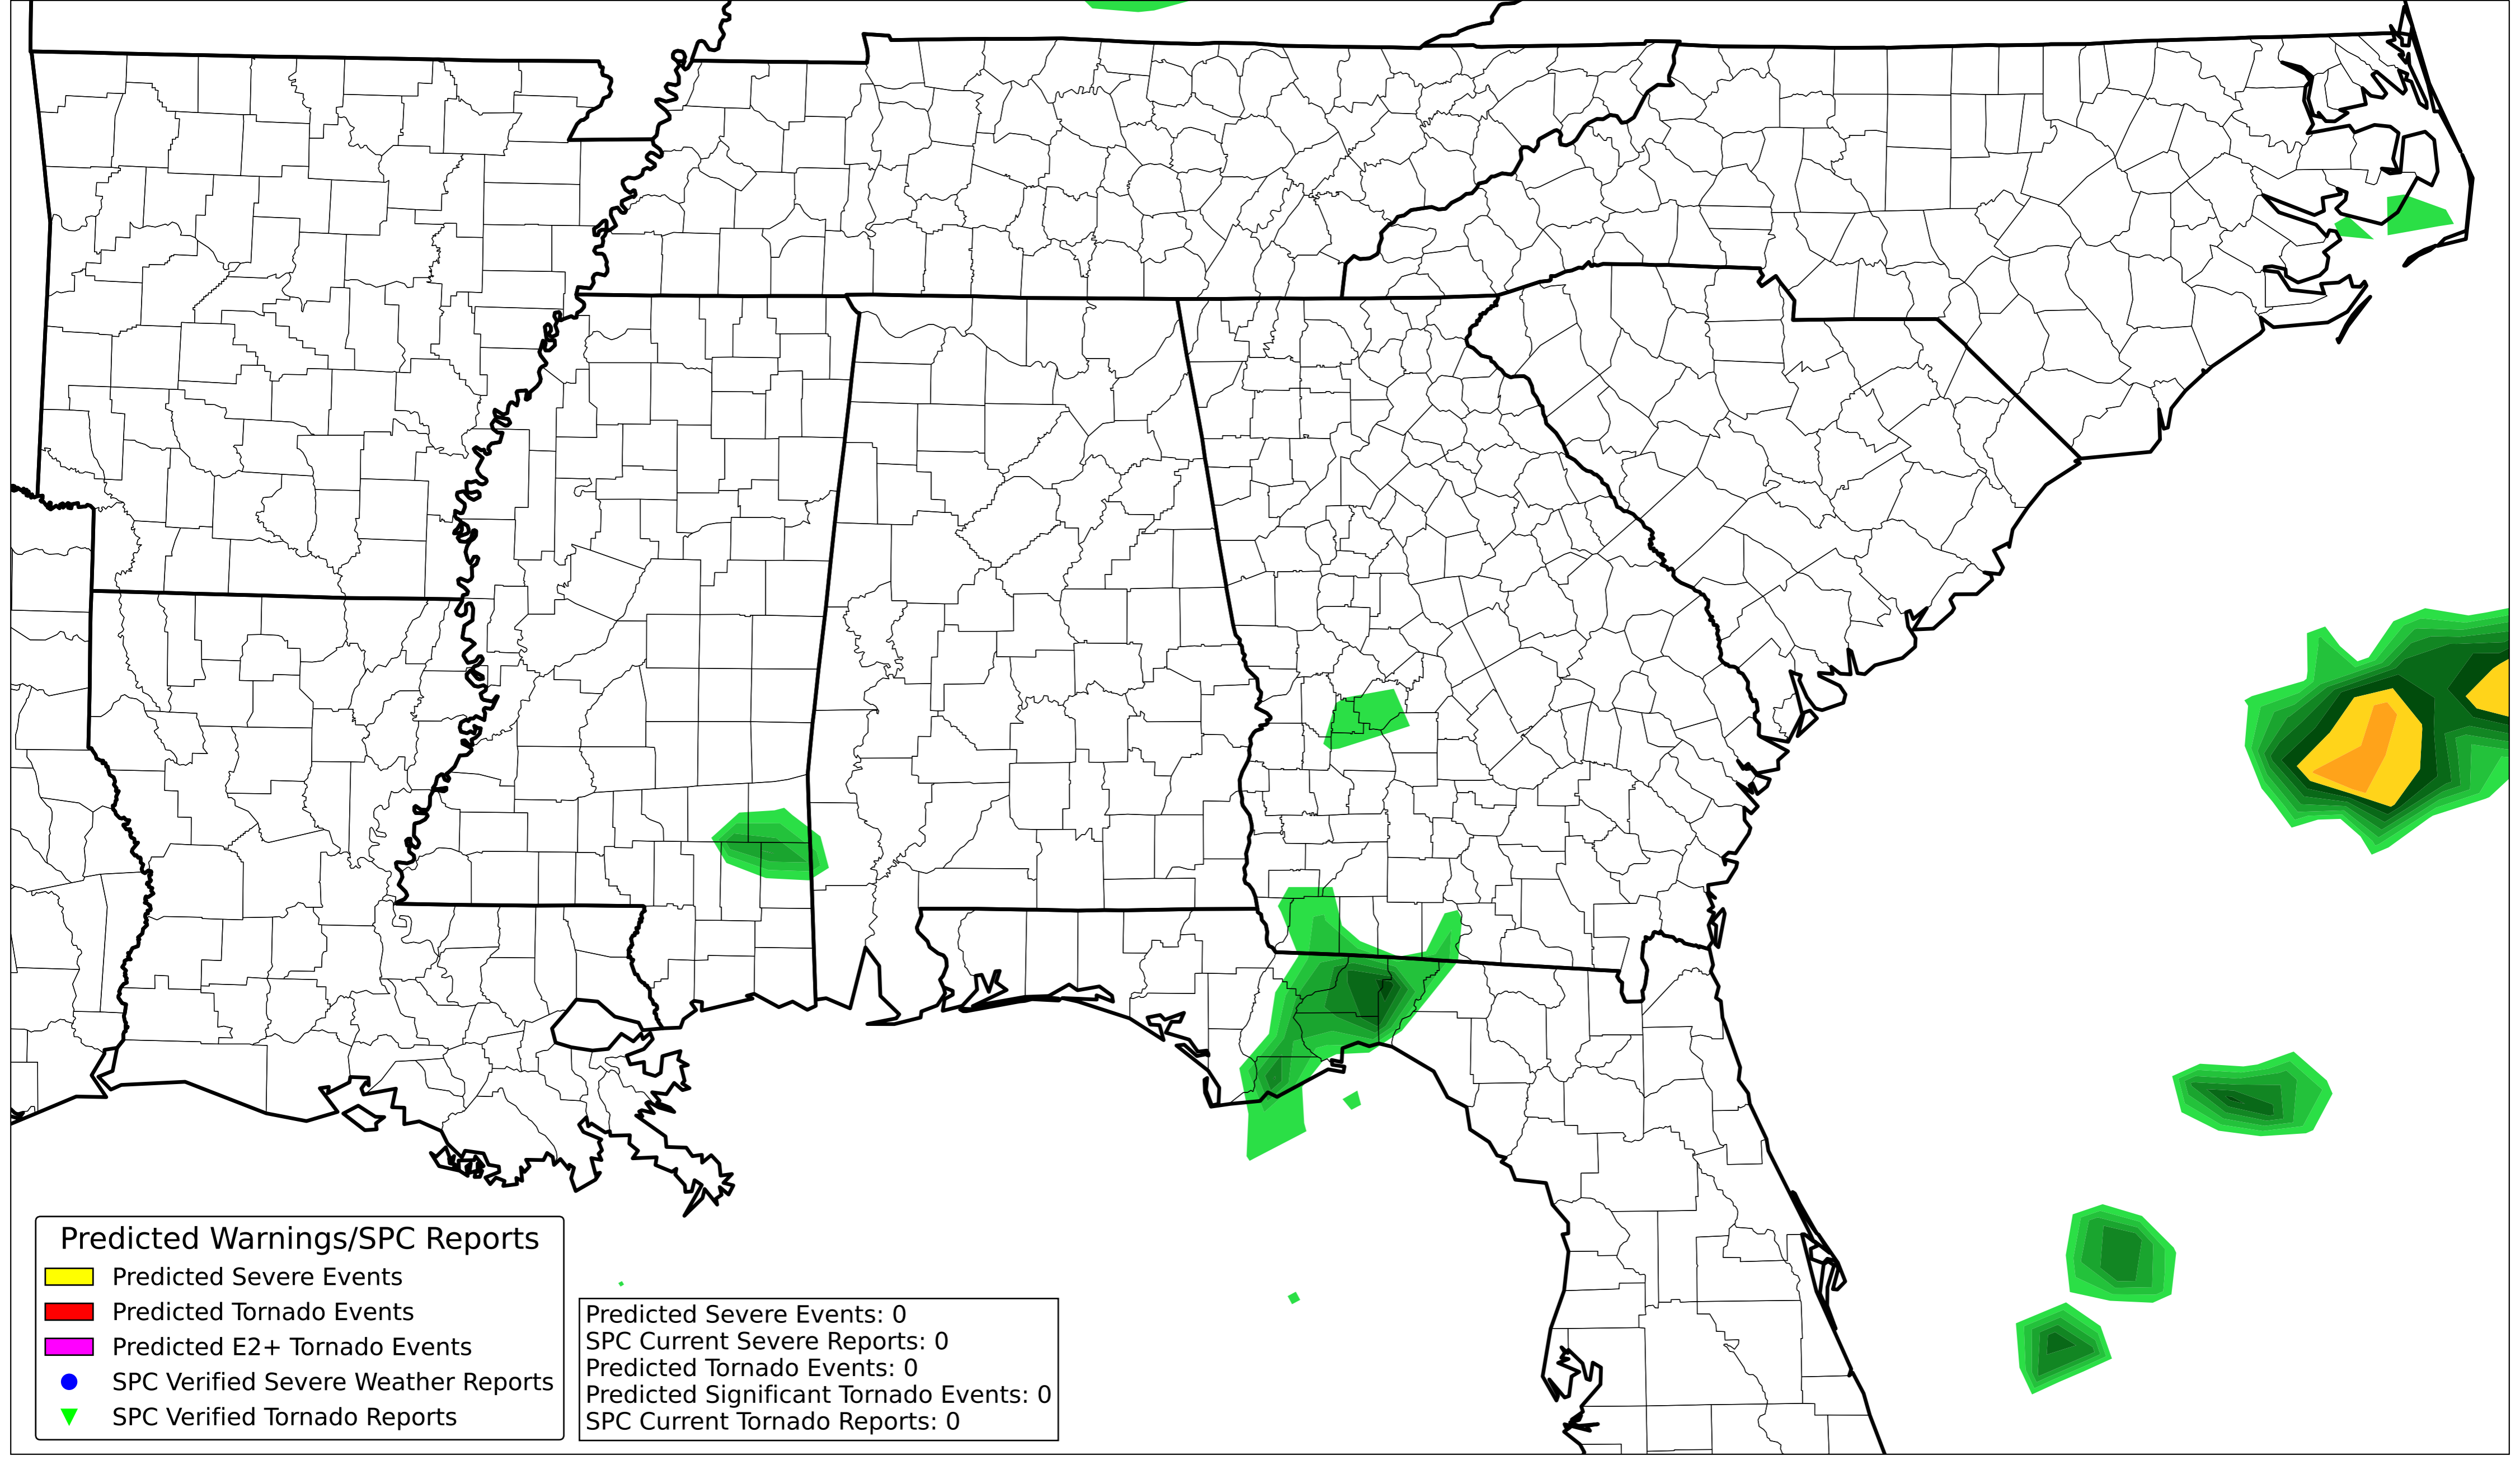 Predicted Warnings/SPC Reports
Predicted Severe Events
Predicted Tornado Events
Predicted E2+ Tornado Events
SPC Verified Severe Weather Reports
SPC Verified Tornado Reports
Predicted Severe Events: 0
SPC Current Severe Reports: 0
Predicted Tornado Events: 0
Predicted Significant Tornado Events: 0
SPC Current Tornado Reports: 0